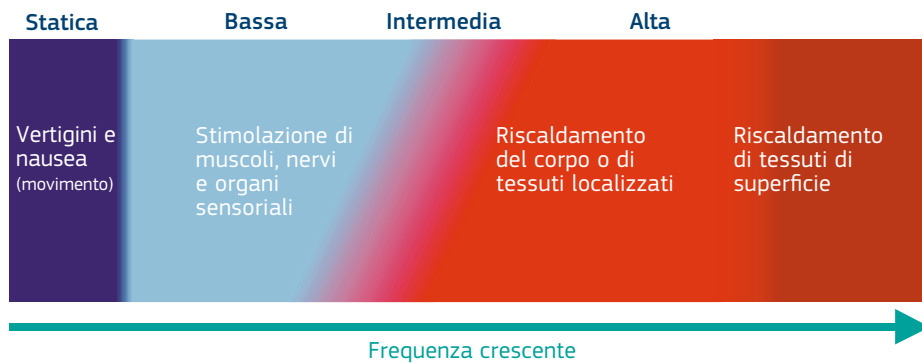 Statica Bassa Intermedia Alta
Vertigini e
nausea
(movimento)
Stimolazione di
muscoli, nervi
e organi
sensoriali
Riscaldamento
del corpo o di
tessuti localizzati
Riscaldamento
di tessuti di
superficie
Frequenza crescente